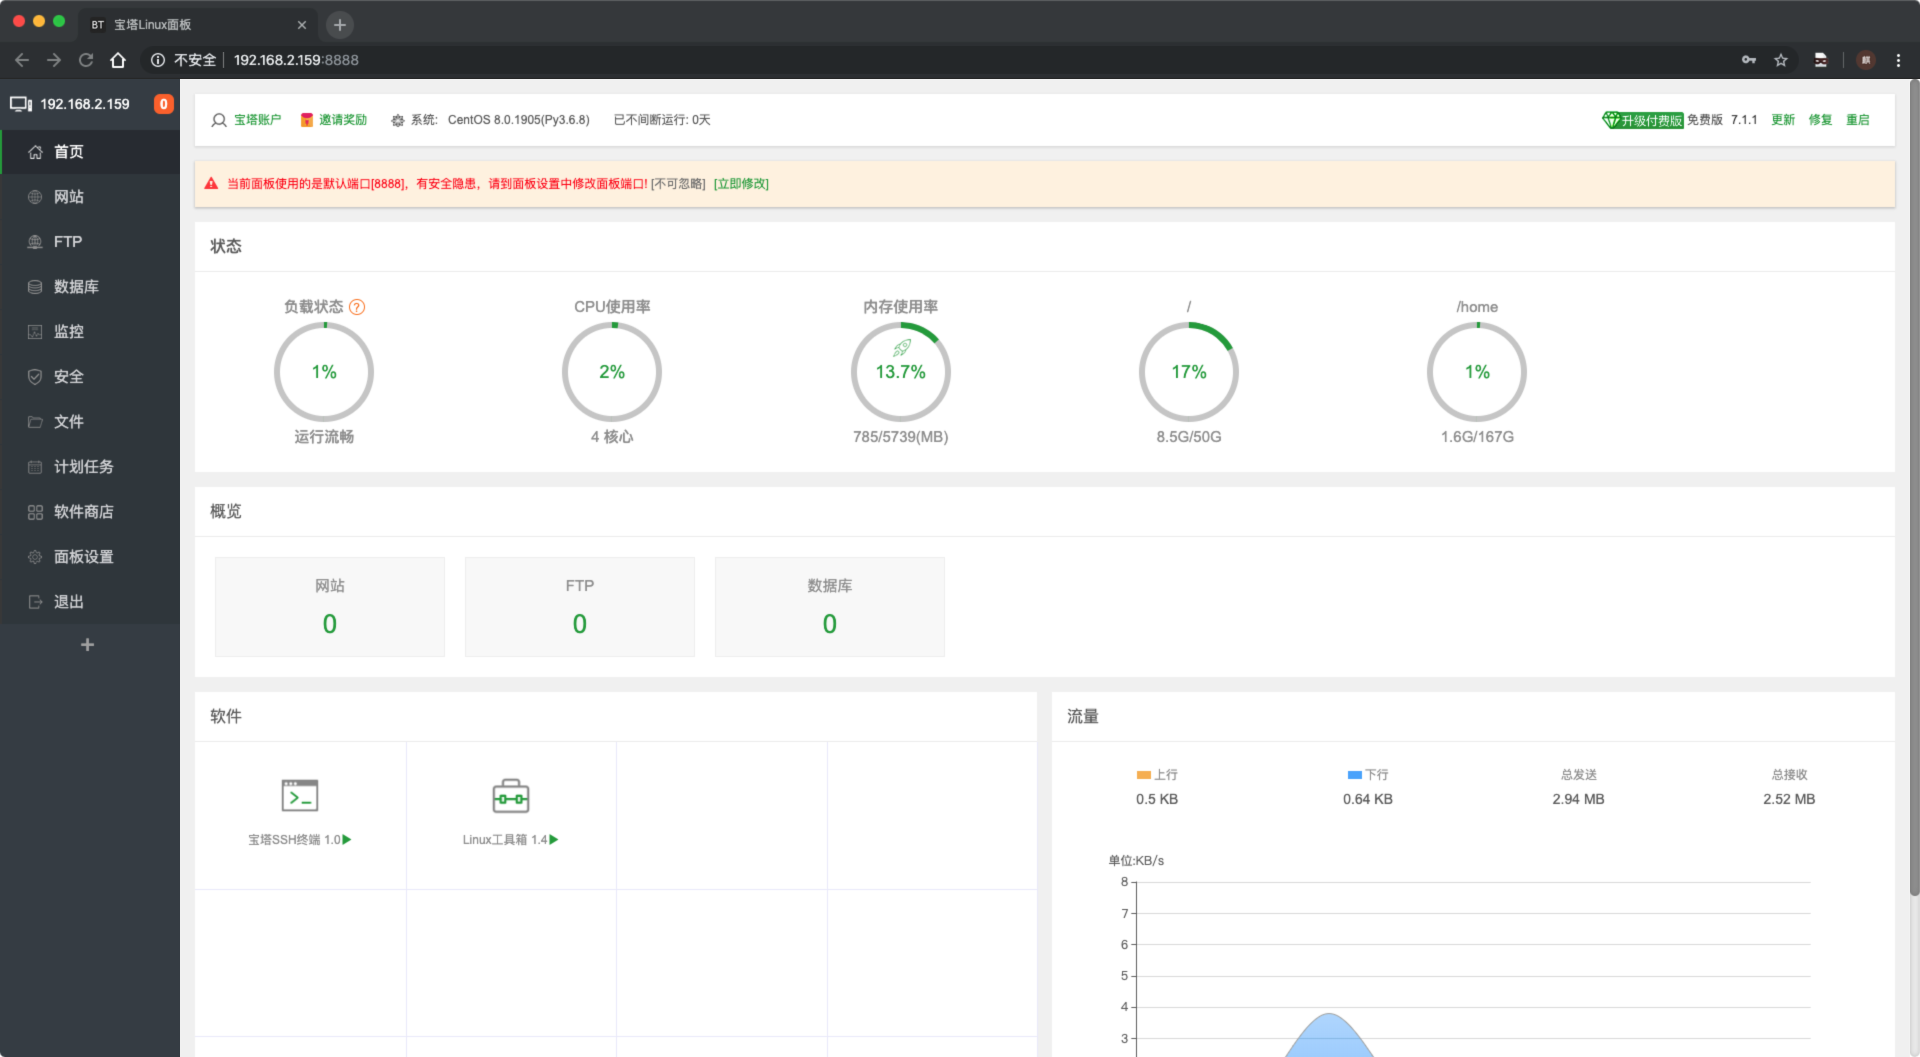 BT 宝塔Linux面板
不安全 192.168.2.159:8888
192.168.2.159 0
首页
网站
FTP
数据库
监控
安全
文件
计划任务
软件商店
面板设置
退出
宝塔账户 邀请奖励 系统: CentOS 8.0.1905(Py3.6.8) 已不间断运行: 0天
升级付费版 免费版 7.1.1 更新 修复 重启
当前面板使用的是默认端口[8888]，有安全隐患，请到面板设置中修改面板端口! [不可忽略] [立即修改]
状态
负载状态 ?
1%
运行流畅
CPU使用率
2%
4 核心
内存使用率
13.7%
785/5739(MB)
/
17%
8.5G/50G
/home
1%
1.6G/167G
概览
网站
0
FTP
0
数据库
0
软件
宝塔SSH终端 1.0
Linux工具箱 1.4
流量
上行
0.5 KB
下行
0.64 KB
总发送
2.94 MB
总接收
2.52 MB
单位:KB/s
8
7
6
5
4
3